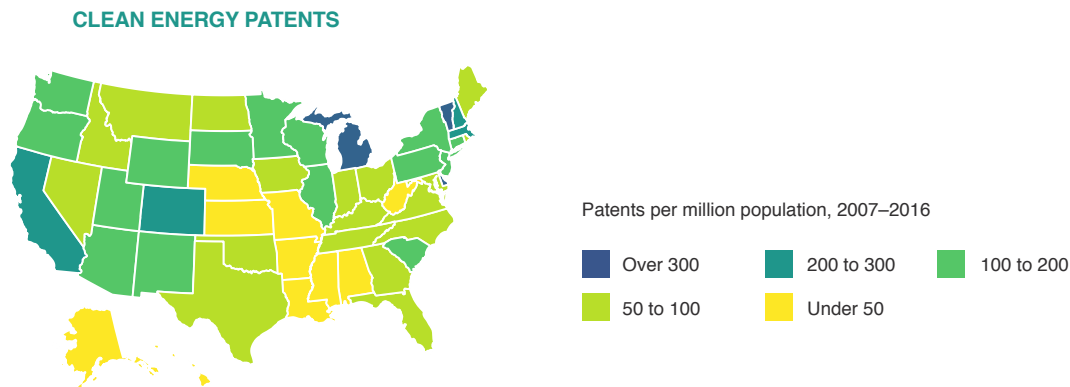 CLEAN ENERGY PATENTS
Patents per million population, 2007–2016
Over 300
200 to 300
100 to 200
50 to 100
Under 50